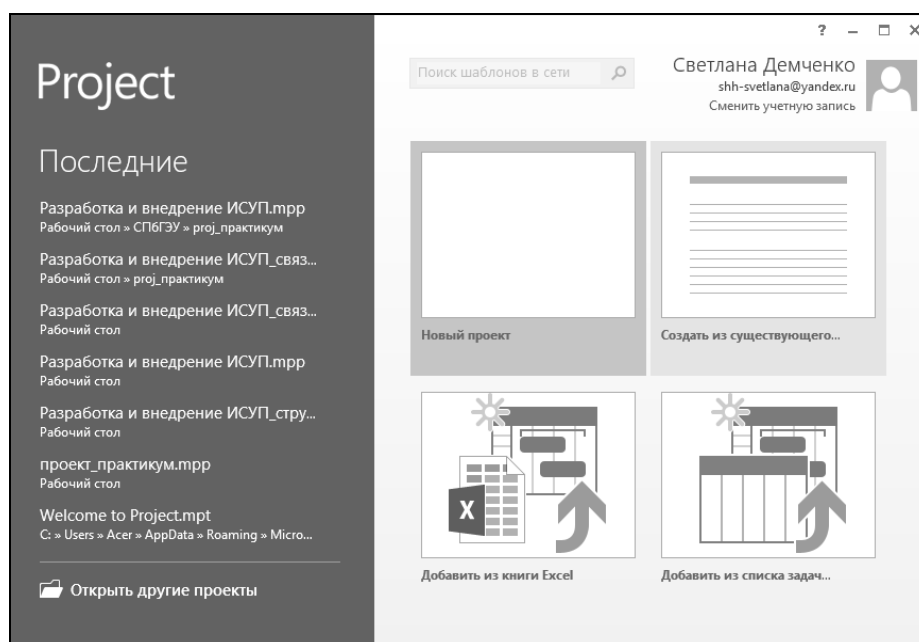 ?
Project
Поиск шаблонов в сети
Светлана Демченко
shh-svetlana@yandex.ru
Сменить учетную запись
Последние
Разработка и внедрение ИСУП.mpp
Рабочий стол » СПбГЭУ » proj_практикум
Разработка и внедрение ИСУП_связ...
Рабочий стол » proj_практикум
Разработка и внедрение ИСУП_связ...
Рабочий стол
Разработка и внедрение ИСУП.mpp
Рабочий стол
Разработка и внедрение ИСУП_стру...
Рабочий стол
проект_практикум.mpp
Рабочий стол
Welcome to Project.mpt
C: » Users » Acer » AppData » Roaming » Micro...
Открыть другие проекты
Новый проект
Создать из существующего...
X
Добавить из книги Excel
Добавить из списка задач...